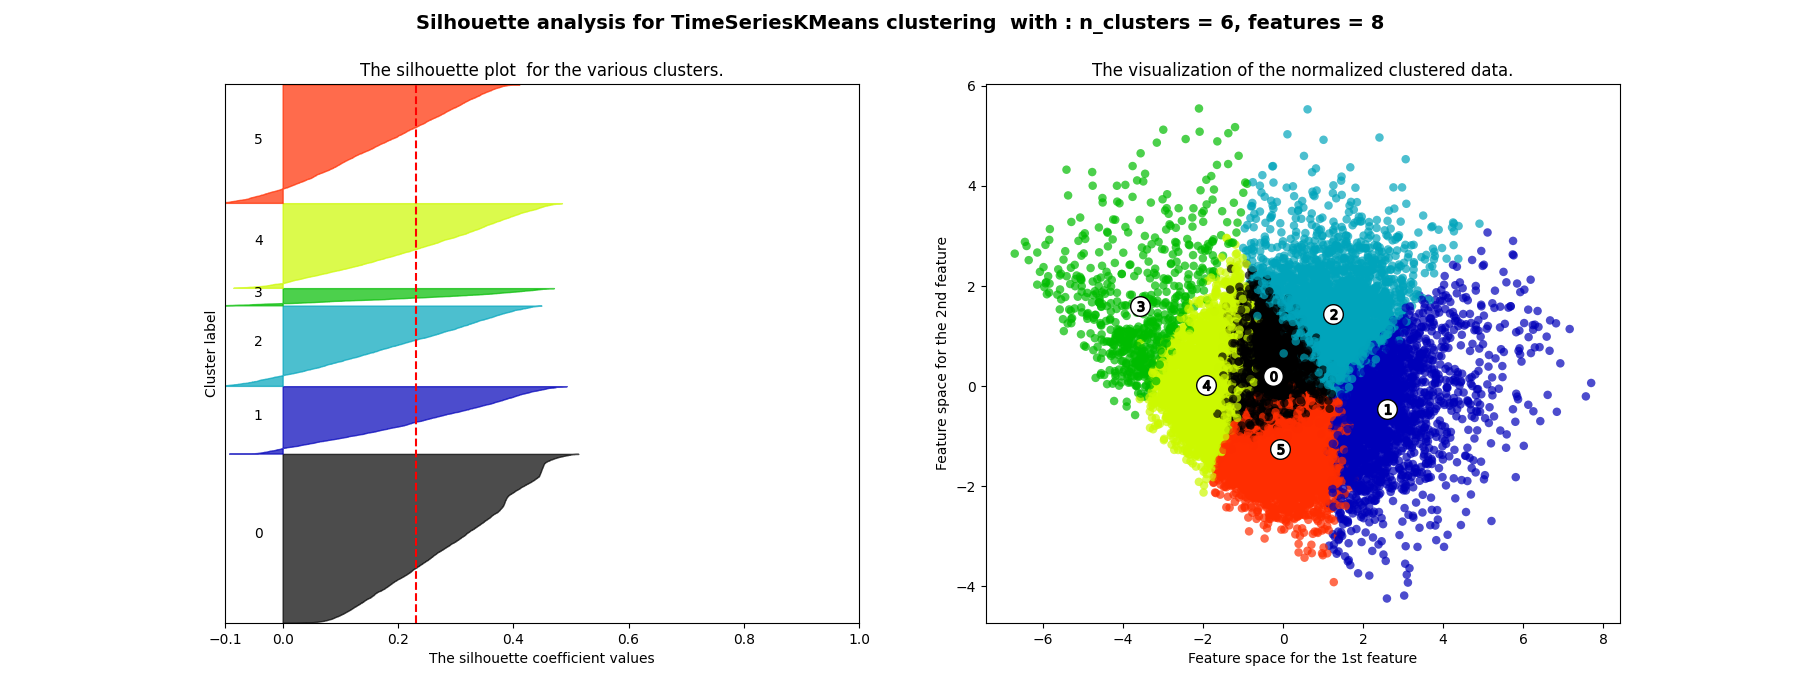 Silhouette analysis for TimeSeriesKMeans clustering  with : n_clusters = 6, features = 8
The silhouette plot  for the various clusters.
5
4
3
2
1
0
Cluster label
−0.1 0.0 0.2 0.4 0.6 0.8 1.0
The silhouette coefficient values
The visualization of the normalized clustered data.
6
4
2
0
−2
−4
Feature space for the 2nd feature
3
2
0
4
1
5
−6 −4 −2 0 2 4 6 8
Feature space for the 1st feature